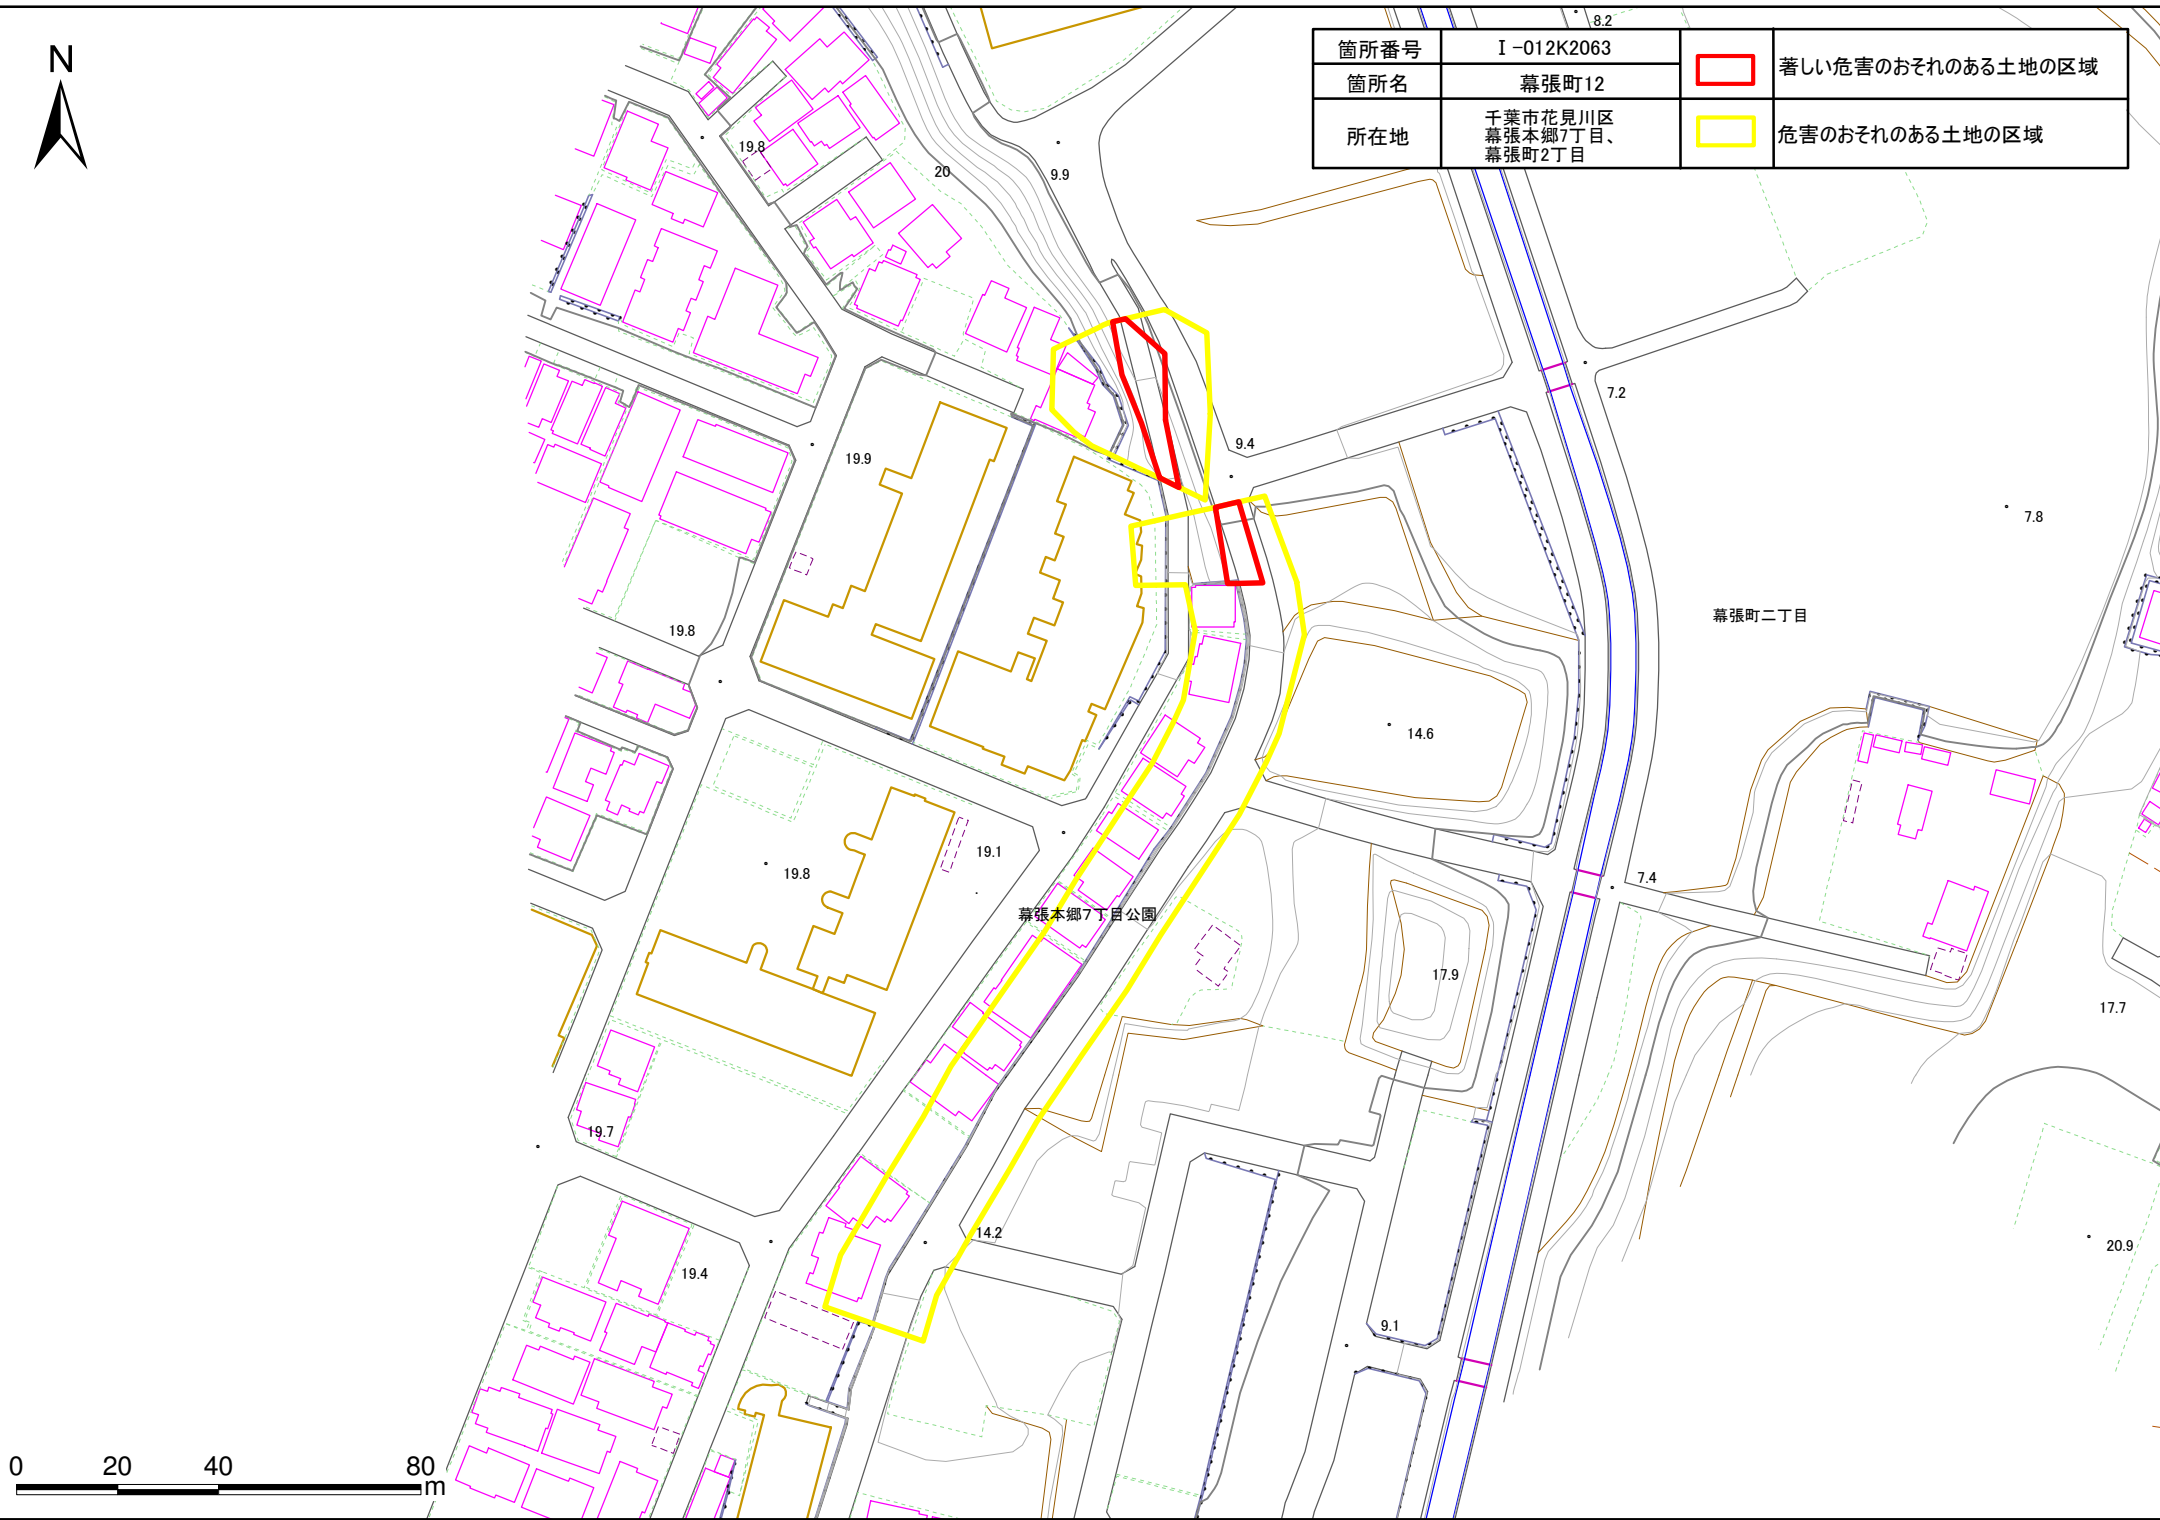 N
8.2
箇所番号
I-012K2063
箇所名
幕張町12
所在地
千葉市花見川区
幕張本郷7丁目、
幕張町2丁目
著しい危害のおそれのある土地の区域
危害のおそれのある土地の区域
19.8
20
9.9
7.2
9.4
19.9
7.8
幕張町二丁目
19.8
14.6
19.1
19.8
7.4
幕張本郷7丁目公園
17.9
17.7
19.7
14.2
20.9
19.4
9.1
0 20 40 80
m